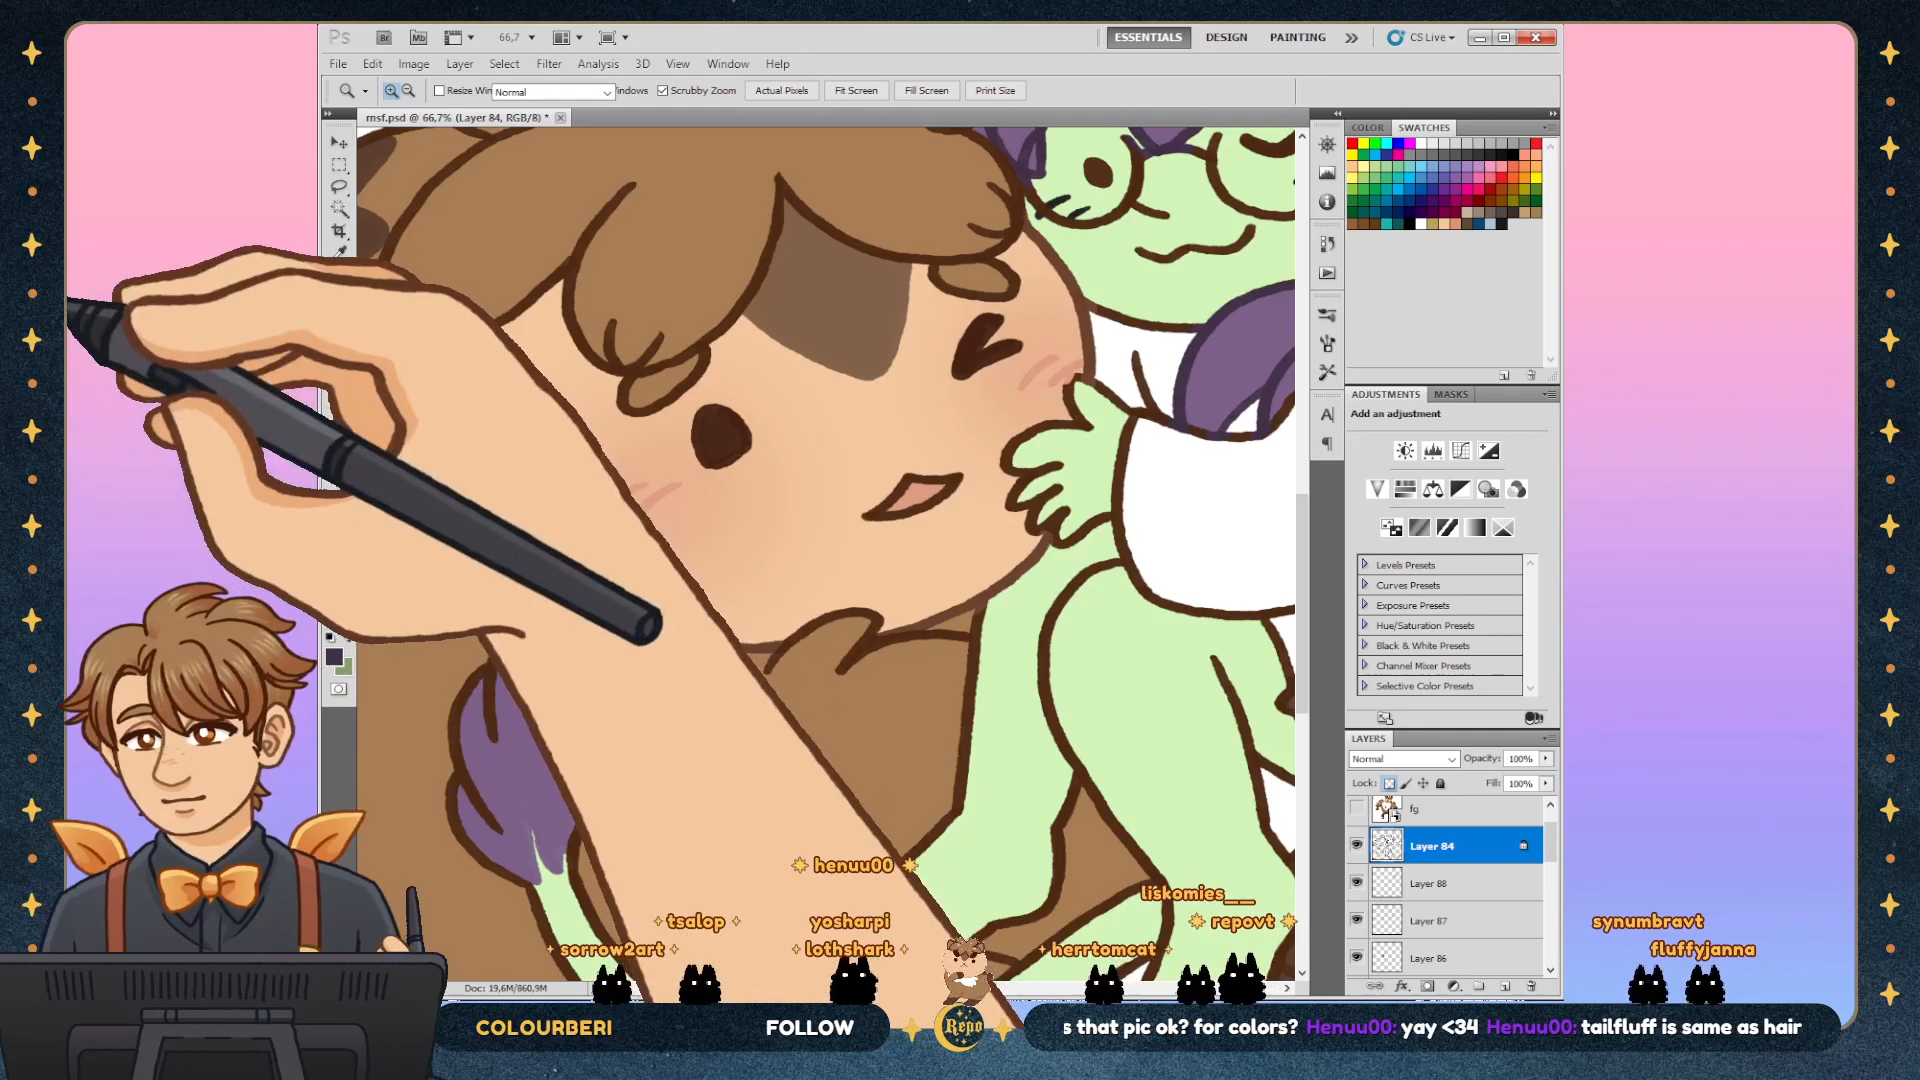 Ps Br Mb 66,7 ESSENTIALS DESIGN PAINTING CS Live
File Edit Image Layer Select Filter Analysis 3D View Window Help
Resize Win Normal indows Scrubby Zoom Actual Pixels Fit Screen Fill Screen Print Size
rnsf.psd @ 66,7% (Layer 84, RGB/8) *
COLOR SWATCHES
ADJUSTMENTS MASKS
Add an adjustment
Levels Presets
Curves Presets
Exposure Presets
Hue/Saturation Presets
Black & White Presets
Channel Mixer Presets
Selective Color Presets
LAYERS
Normal Opacity: 100%
Lock: Fill: 100%
fg
Layer 84
Layer 88
Layer 87
Layer 86
Doc: 19,6M/860,9M
henuu00
liskomies__
tsalop yosharpi repovt synumbravt
sorrow2art lothshark herrtomcat fluffyjanna
COLOURBERI FOLLOW Repo s that pic ok? for colors? Henuu00: yay <34 Henuu00: tailfluff is same as hair